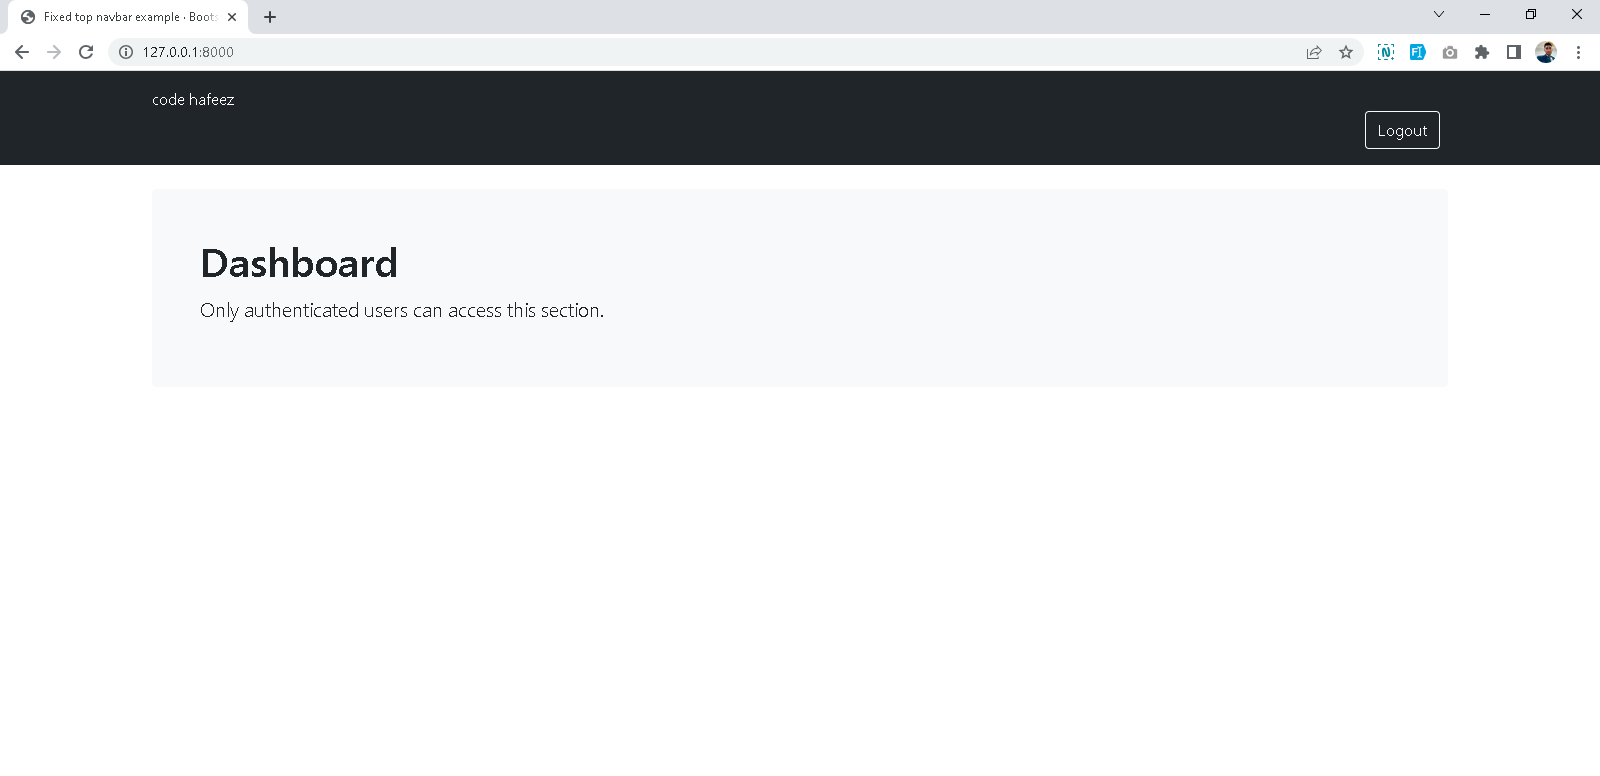 Fixed top navbar example · Boots
127.0.0.1:8000
code hafeez
Logout
Dashboard
Only authenticated users can access this section.